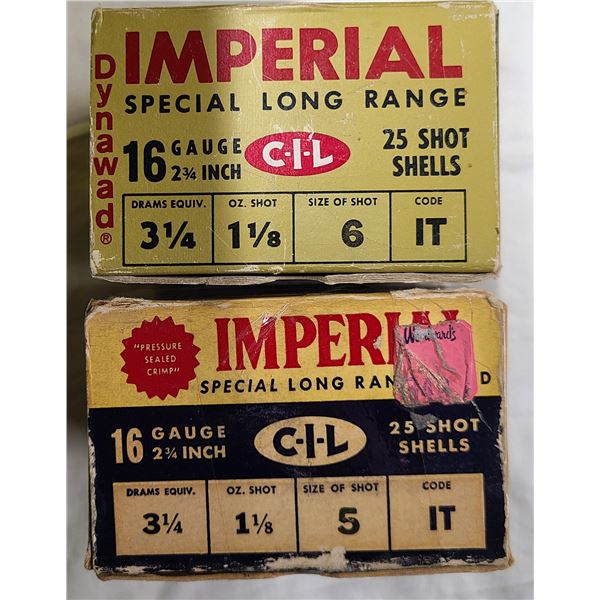 Dynawad®
IMPERIAL
SPECIAL LONG RANGE
16 GAUGE 2¾ INCH
C-I-L
25 SHOT SHELLS
DRAMS EQUIV. OZ. SHOT SIZE OF SHOT CODE
3¼ 1⅛ 6 IT
"PRESSURE
SEALED
CRIMP"
IMPERIAL
Woodward's
SPECIAL LONG RAN D
16 GAUGE 2¾ INCH
C-I-L
25 SHOT SHELLS
DRAMS EQUIV. OZ. SHOT SIZE OF SHOT CODE
3¼ 1⅛ 5 IT